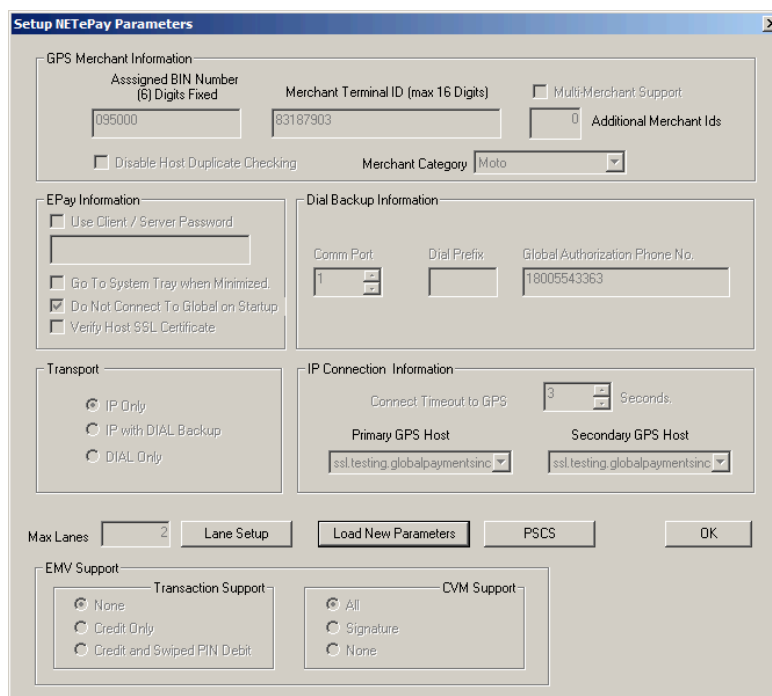 Setup NETePay Parameters
GPS Merchant Information
Asssigned BIN Number
(6) Digits Fixed
Merchant Terminal ID (max 16 Digits)
Multi-Merchant Support
095000
83187903
0
Additional Merchant Ids
Disable Host Duplicate Checking
Merchant Category
Moto
EPay Information
Use Client / Server Password
Go To System Tray when Minimized.
Do Not Connect To Global on Startup
Verify Host SSL Certificate
Dial Backup Information
Comm Port
Dial Prefix
Global Authorization Phone No.
1
18005543363
Transport
IP Only
IP with DIAL Backup
DIAL Only
IP Connection Information
Connect Timeout to GPS
3
Seconds.
Primary GPS Host
Secondary GPS Host
ssl.testing.globalpaymentsinc
ssl.testing.globalpaymentsinc
Max Lanes
2
Lane Setup
Load New Parameters
PSCS
OK
EMV Support
Transaction Support
None
Credit Only
Credit and Swiped PIN Debit
CVM Support
All
Signature
None